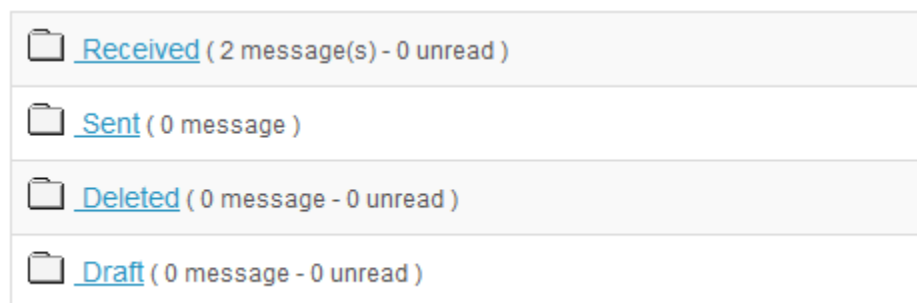 Received ( 2 message(s) - 0 unread )
Sent ( 0 message )
Deleted ( 0 message - 0 unread )
Draft ( 0 message - 0 unread )